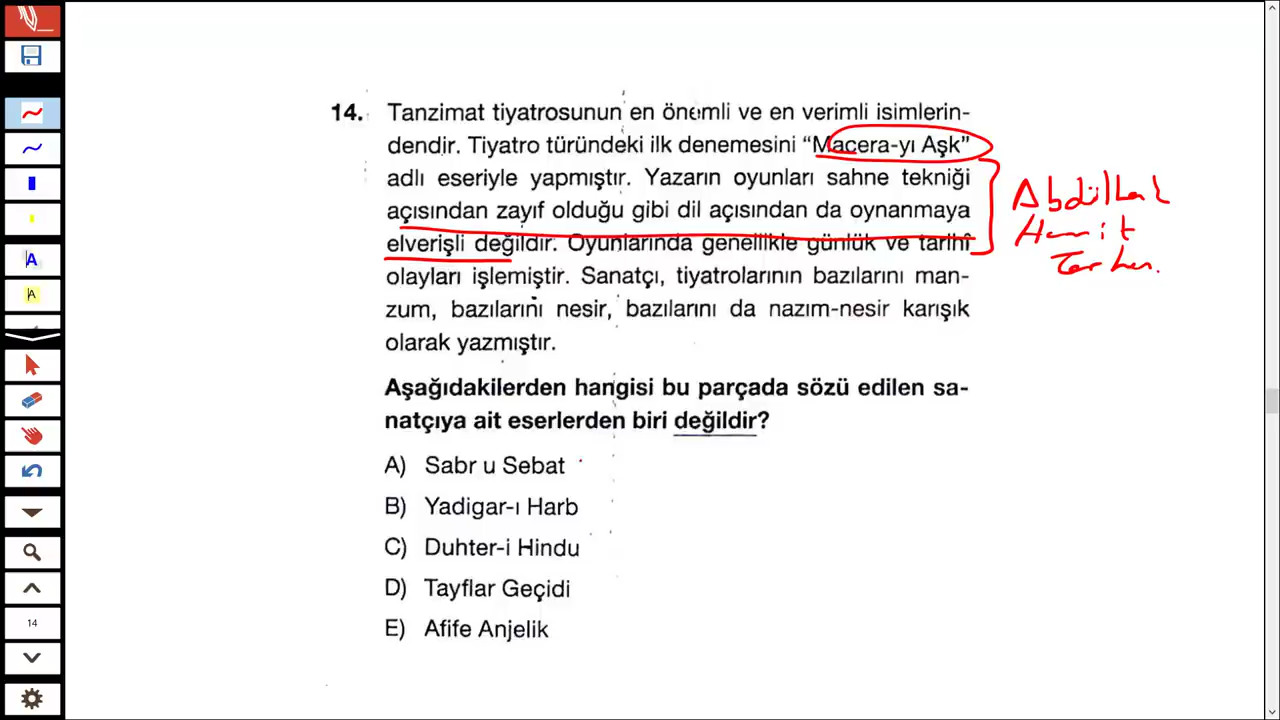 14. Tanzimat tiyatrosunun en önemli ve en verimli isimlerin-
dendir. Tiyatro türündeki ilk denemesini “Macera-yı Aşk”
adlı eseriyle yapmıştır. Yazarın oyunları sahne tekniği
açısından zayıf olduğu gibi dil açısından da oynanmaya
elverişli değildir. Oyunlarında genellikle günlük ve tarihî
olayları işlemiştir. Sanatçı, tiyatrolarının bazılarını man-
zum, bazılarını nesir, bazılarını da nazım-nesir karışık
olarak yazmıştır.
Abdülhak
Hamit
Tarhan.
Aşağıdakilerden hangisi bu parçada sözü edilen sa-
natçıya ait eserlerden biri değildir?
A) Sabr u Sebat
B) Yadigar-ı Harb
C) Duhter-i Hindu
D) Tayflar Geçidi
E) Afife Anjelik
A
A
14